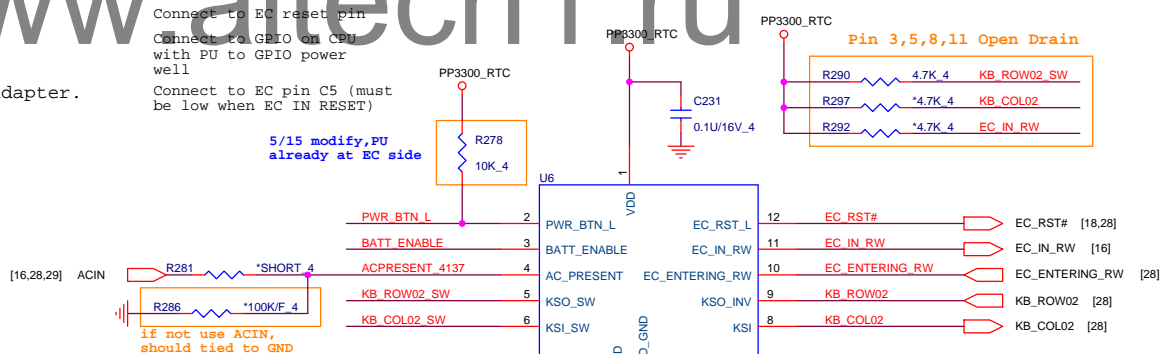 ww.aitech1.ru
Connect to EC reset pin
Connect to GPIO on CPU
with PU to GPIO power
well
dapter.
Connect to EC pin C5 (must
be low when EC IN RESET)
5/15 modify,PU
already at EC side
PP3300_RTC
R278
10K_4
PP3300_RTC
C231
0.1U/16V_4
PP3300_RTC
Pin 3,5,8,11 Open Drain
R290 4.7K_4 KB_ROW02_SW
R297 *4.7K_4 KB_COL02
R292 *4.7K_4 EC_IN_RW
U6
1
VDD
PWR_BTN_L 2 PWR_BTN_L EC_RST_L 12 EC_RST# EC_RST# [18,28]
BATT_ENABLE 3 BATT_ENABLE EC_IN_RW 11 EC_IN_RW EC_IN_RW [16]
[16,28,29] ACIN R281 *SHORT_4 ACPRESENT_4137 4 AC_PRESENT EC_ENTERING_RW 10 EC_ENTERING_RW EC_ENTERING_RW [28]
KB_ROW02_SW 5 KSO_SW KSO_INV 9 KB_ROW02 KB_ROW02 [28]
R286 *100K/F_4
KB_COL02_SW 6 KSI_SW KSI 8 KB_COL02 KB_COL02 [28]
if not use ACIN,
should tied to GND